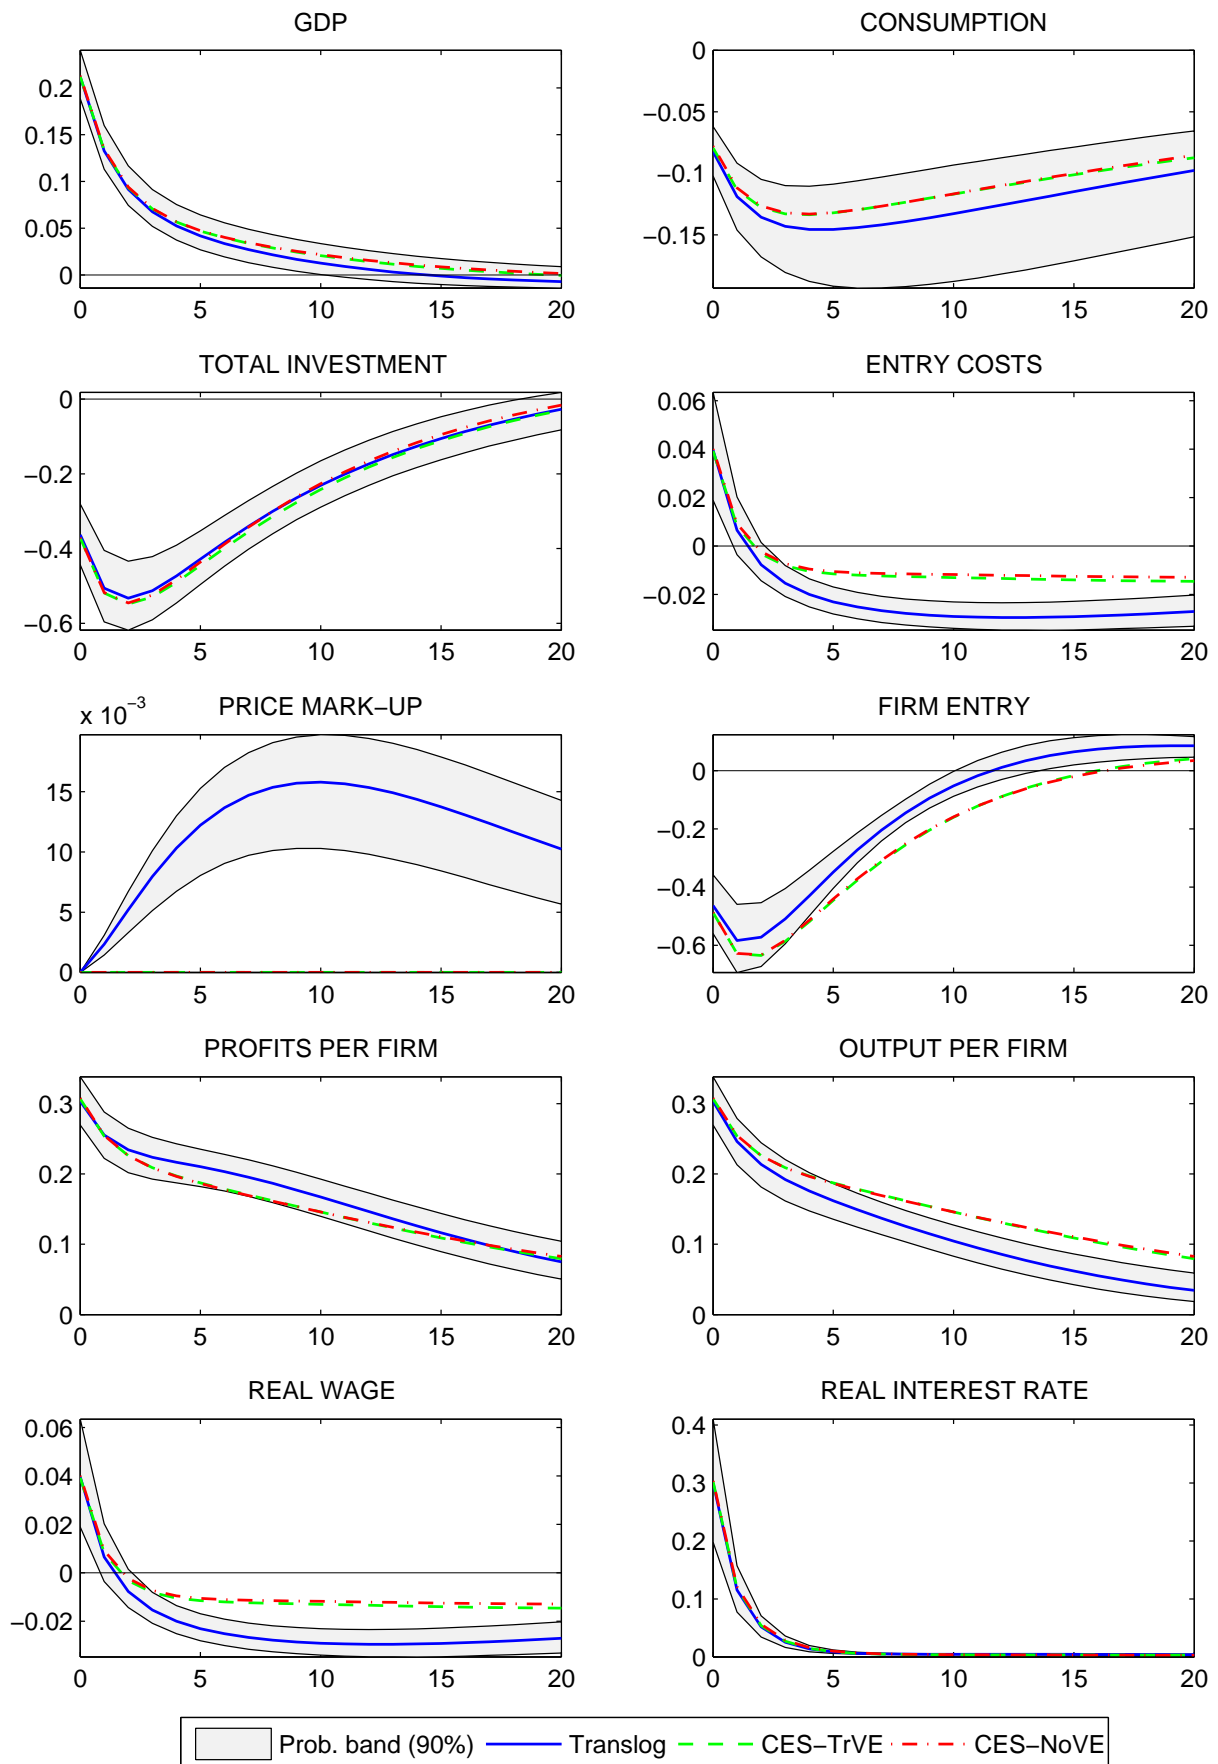 GDP
0.2
0.15
0.1
0.05
0
0 5 10 15 20
CONSUMPTION
0
−0.05
−0.1
−0.15
0 5 10 15 20
TOTAL INVESTMENT
0
−0.2
−0.4
−0.6
0 5 10 15 20
ENTRY COSTS
0.06
0.04
0.02
0
−0.02
0 5 10 15 20
PRICE MARK−UP
x 10−3
15
10
5
0
0 5 10 15 20
FIRM ENTRY
0
−0.2
−0.4
−0.6
0 5 10 15 20
PROFITS PER FIRM
0.3
0.2
0.1
0
0 5 10 15 20
OUTPUT PER FIRM
0.3
0.2
0.1
0
0 5 10 15 20
REAL WAGE
0.06
0.04
0.02
0
−0.02
0 5 10 15 20
REAL INTEREST RATE
0.4
0.3
0.2
0.1
0
0 5 10 15 20
Prob. band (90%) Translog CES−TrVE CES−NoVE